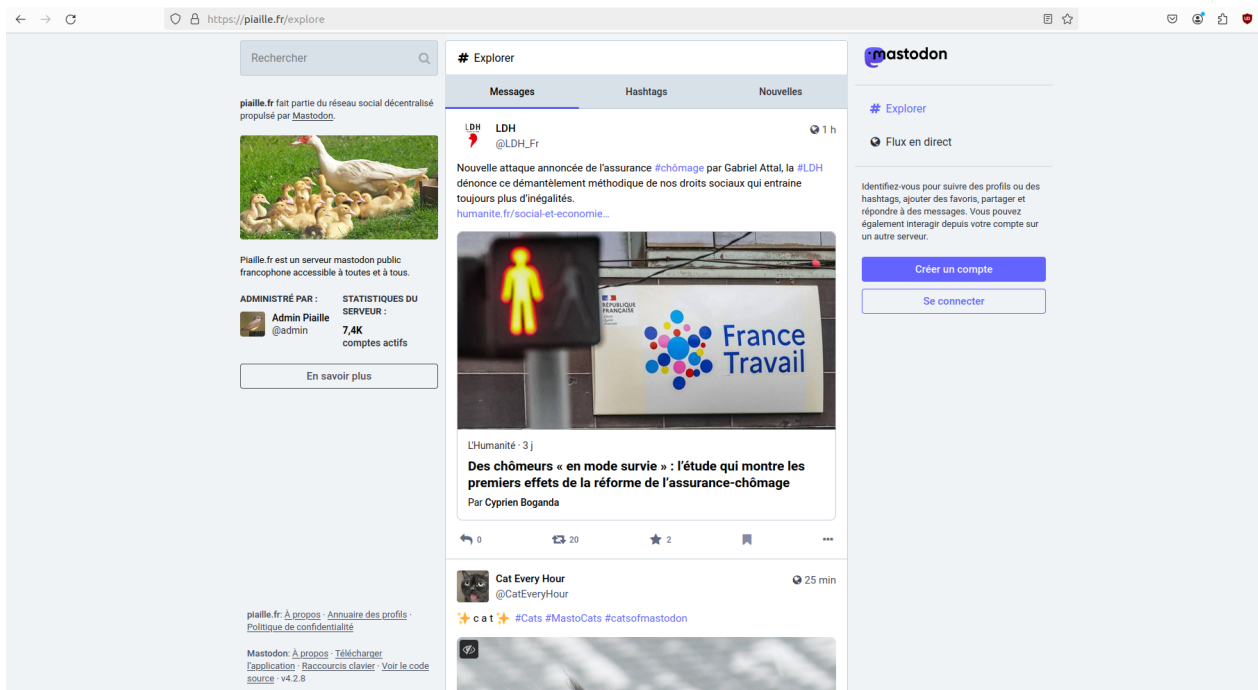 https://piaille.fr/explore
Rechercher
piaille.fr fait partie du réseau social décentralisé
propulsé par Mastodon.
Piaille.fr est un serveur mastodon public
francophone accessible à toutes et à tous.
ADMINISTRÉ PAR :
Admin Piaille
@admin
STATISTIQUES DU
SERVEUR :
7,4K
comptes actifs
En savoir plus
piaille.fr: À propos · Annuaire des profils ·
Politique de confidentialité
Mastodon: À propos · Télécharger
l'application · Raccourcis clavier · Voir le code
source · v4.2.8
# Explorer
Messages
Hashtags
Nouvelles
LDH
LDH
@LDH_Fr
1 h
Nouvelle attaque annoncée de l'assurance #chômage par Gabriel Attal, la #LDH
dénonce ce démantèlement méthodique de nos droits sociaux qui entraine
toujours plus d'inégalités.
humanite.fr/social-et-economie…
RÉPUBLIQUE
FRANÇAISE
France
Travail
L'Humanité · 3 j
Des chômeurs « en mode survie » : l'étude qui montre les
premiers effets de la réforme de l'assurance-chômage
Par Cyprien Boganda
0
20
2
Cat Every Hour
@CatEveryHour
25 min
✨ c a t ✨ #Cats #MastoCats #catsofmastodon
mastodon
# Explorer
Flux en direct
Identifiez-vous pour suivre des profils ou des
hashtags, ajouter des favoris, partager et
répondre à des messages. Vous pouvez
également interagir depuis votre compte sur
un autre serveur.
Créer un compte
Se connecter